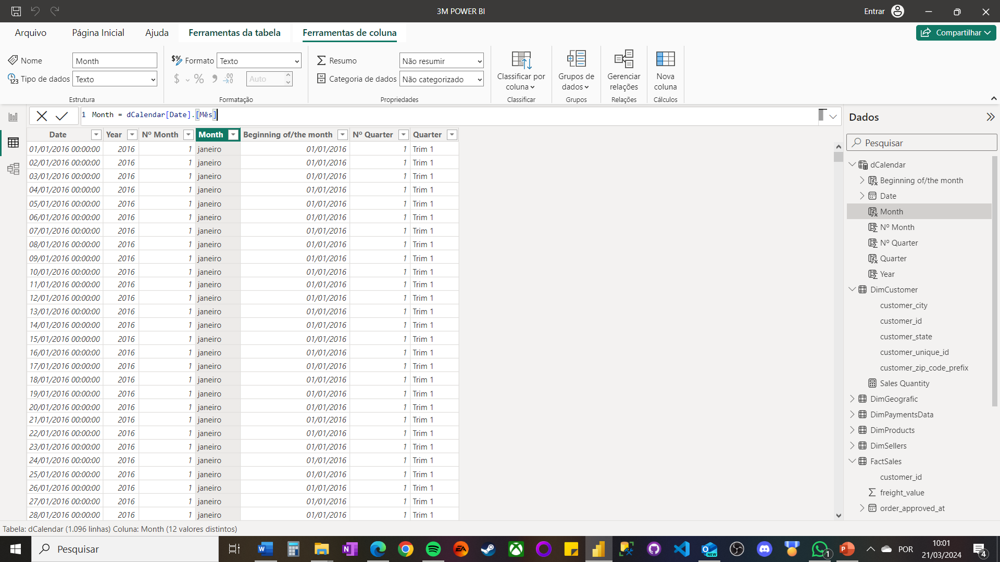 3M POWER BI
Entrar
Arquivo Página Inicial Ajuda Ferramentas da tabela Ferramentas de coluna
Compartilhar
Nome Month
Tipo de dados Texto
Estrutura
Formato Texto
$ % Auto
Formatação
Resumo Não resumir
Categoria de dados Não categorizado
Propriedades
Classificar por coluna
Classificar
Grupos de dados
Grupos
Gerenciar relações
Relações
Nova coluna
Cálculos
1 Month = dCalendar[Date].[Mês]
Date Year Nº Month Month Beginning of/the month Nº Quarter Quarter
01/01/2016 00:00:00 2016 1 janeiro 01/01/2016 1 Trim 1
02/01/2016 00:00:00 2016 1 janeiro 01/01/2016 1 Trim 1
03/01/2016 00:00:00 2016 1 janeiro 01/01/2016 1 Trim 1
04/01/2016 00:00:00 2016 1 janeiro 01/01/2016 1 Trim 1
05/01/2016 00:00:00 2016 1 janeiro 01/01/2016 1 Trim 1
06/01/2016 00:00:00 2016 1 janeiro 01/01/2016 1 Trim 1
07/01/2016 00:00:00 2016 1 janeiro 01/01/2016 1 Trim 1
08/01/2016 00:00:00 2016 1 janeiro 01/01/2016 1 Trim 1
09/01/2016 00:00:00 2016 1 janeiro 01/01/2016 1 Trim 1
10/01/2016 00:00:00 2016 1 janeiro 01/01/2016 1 Trim 1
11/01/2016 00:00:00 2016 1 janeiro 01/01/2016 1 Trim 1
12/01/2016 00:00:00 2016 1 janeiro 01/01/2016 1 Trim 1
13/01/2016 00:00:00 2016 1 janeiro 01/01/2016 1 Trim 1
14/01/2016 00:00:00 2016 1 janeiro 01/01/2016 1 Trim 1
15/01/2016 00:00:00 2016 1 janeiro 01/01/2016 1 Trim 1
16/01/2016 00:00:00 2016 1 janeiro 01/01/2016 1 Trim 1
17/01/2016 00:00:00 2016 1 janeiro 01/01/2016 1 Trim 1
18/01/2016 00:00:00 2016 1 janeiro 01/01/2016 1 Trim 1
19/01/2016 00:00:00 2016 1 janeiro 01/01/2016 1 Trim 1
20/01/2016 00:00:00 2016 1 janeiro 01/01/2016 1 Trim 1
21/01/2016 00:00:00 2016 1 janeiro 01/01/2016 1 Trim 1
22/01/2016 00:00:00 2016 1 janeiro 01/01/2016 1 Trim 1
23/01/2016 00:00:00 2016 1 janeiro 01/01/2016 1 Trim 1
24/01/2016 00:00:00 2016 1 janeiro 01/01/2016 1 Trim 1
25/01/2016 00:00:00 2016 1 janeiro 01/01/2016 1 Trim 1
26/01/2016 00:00:00 2016 1 janeiro 01/01/2016 1 Trim 1
27/01/2016 00:00:00 2016 1 janeiro 01/01/2016 1 Trim 1
28/01/2016 00:00:00 2016 1 janeiro 01/01/2016 1 Trim 1
Dados
Pesquisar
dCalendar
Beginning of/the month
Date
Month
Nº Month
Nº Quarter
Quarter
Year
DimCustomer
customer_city
customer_id
customer_state
customer_unique_id
customer_zip_code_prefix
Sales Quantity
DimGeografic
DimPaymentsData
DimProducts
DimSellers
FactSales
customer_id
freight_value
order_approved_at
Tabela: dCalendar (1.096 linhas) Coluna: Month (12 valores distintos)
Pesquisar
POR
10:01
21/03/2024
4